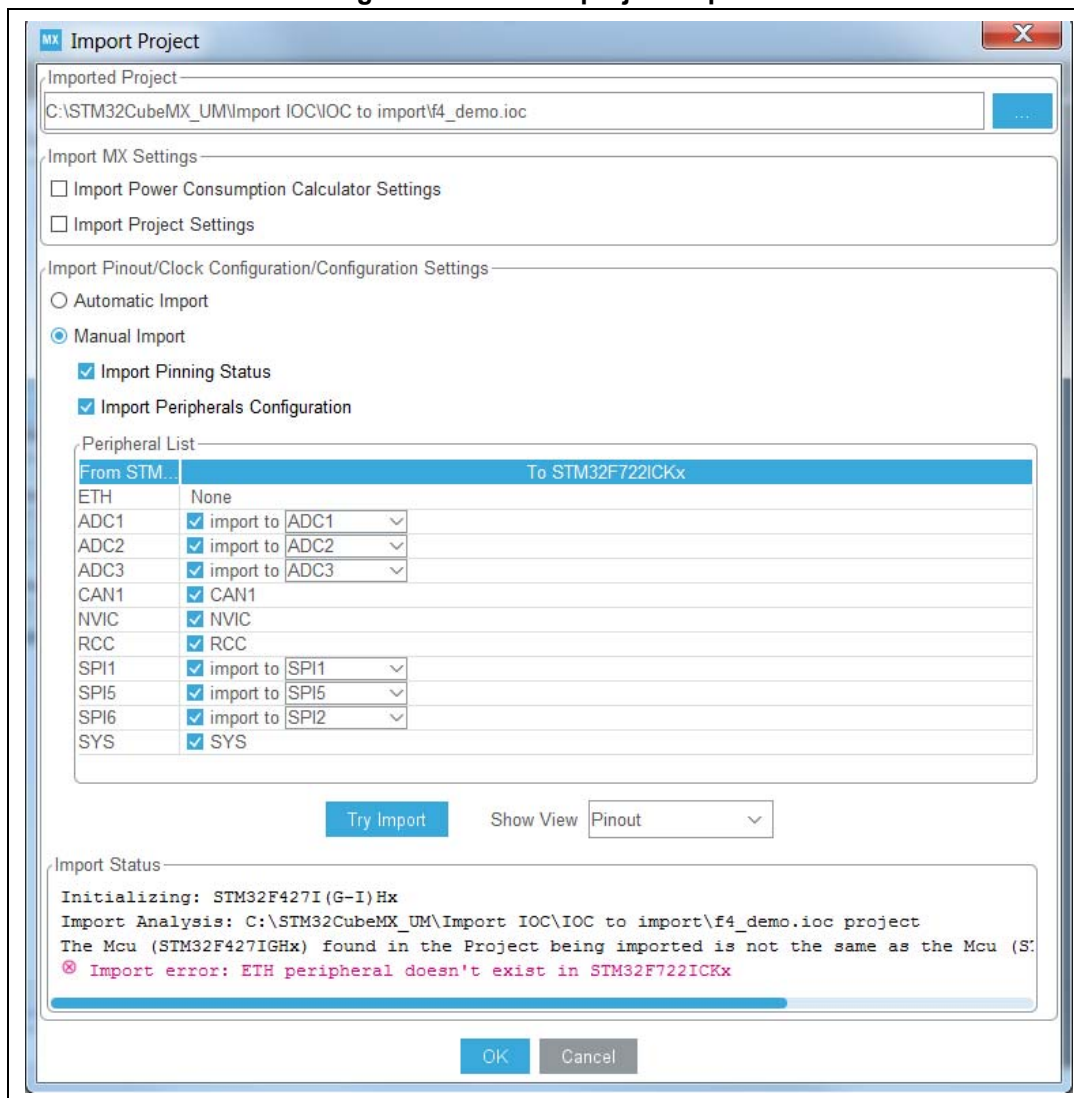 MX Import Project X
Imported Project
C:\STM32CubeMX_UM\Import IOC\IOC to import\f4_demo.ioc ...
Import MX Settings
Import Power Consumption Calculator Settings
Import Project Settings
Import Pinout/Clock Configuration/Configuration Settings
Automatic Import
Manual Import
Import Pinning Status
Import Peripherals Configuration
Peripheral List
From STM... To STM32F722ICKx
ETH None
ADC1 import to ADC1
ADC2 import to ADC2
ADC3 import to ADC3
CAN1 CAN1
NVIC NVIC
RCC RCC
SPI1 import to SPI1
SPI5 import to SPI5
SPI6 import to SPI2
SYS SYS
Try Import Show View Pinout
Import Status
Initializing: STM32F427I(G-I)Hx
Import Analysis: C:\STM32CubeMX_UM\Import IOC\IOC to import\f4_demo.ioc project
The Mcu (STM32F427IGHx) found in the Project being imported is not the same as the Mcu (
Import error: ETH peripheral doesn't exist in STM32F722ICKx
OK Cancel